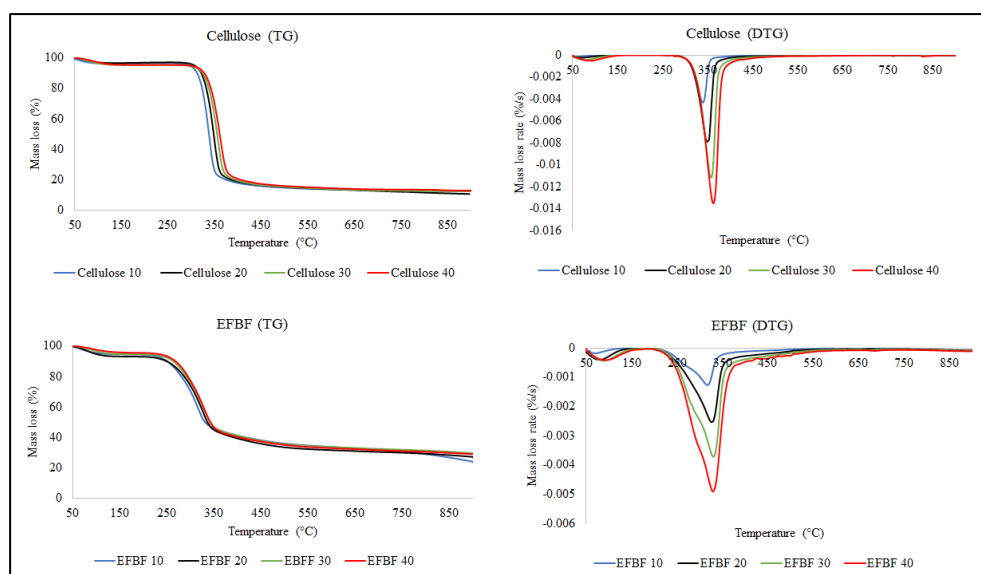 Cellulose (TG)
100
80
60
40
20
0
Mass loss (%)
50 150 250 350 450 550 650 750 850
Temperature (°C)
Cellulose 10 Cellulose 20 Cellulose 30 Cellulose 40
Cellulose (DTG)
0
-0.002
-0.004
-0.006
-0.008
-0.01
-0.012
-0.014
-0.016
Mass loss rate (%/s)
50 150 250 350 450 550 650 750 850
Temperature (°C)
Cellulose 10 Cellulose 20 Cellulose 30 Cellulose 40
EFBF (TG)
100
80
60
40
20
0
Mass loss (%)
50 150 250 350 450 550 650 750 850
Temperature (°C)
EFBF 10 EFBF 20 EBFF 30 EFBF 40
EFBF (DTG)
0
-0.001
-0.002
-0.003
-0.004
-0.005
-0.006
Mass loss rate (%/s)
50 150 250 350 450 550 650 750 850
Temperature (°C)
EFBF 10 EFBF 20 EFBF 30 EFBF 40